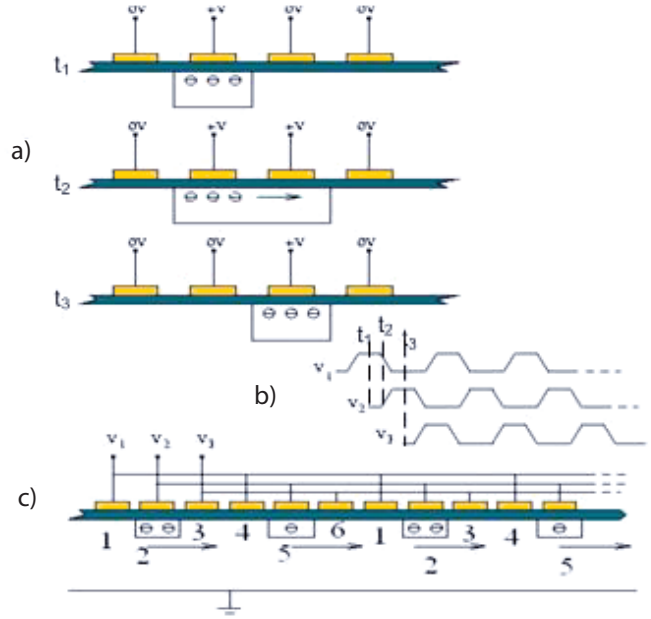 0V +V 0V 0V
t1
a)
0V +V +V 0V
t2
0V 0V +V 0V
t3
t1 t2 t3
v1
b)
v2
v3
v1 v2 v3
c)
1 2 3 4 5 6 1 2 3 4 5